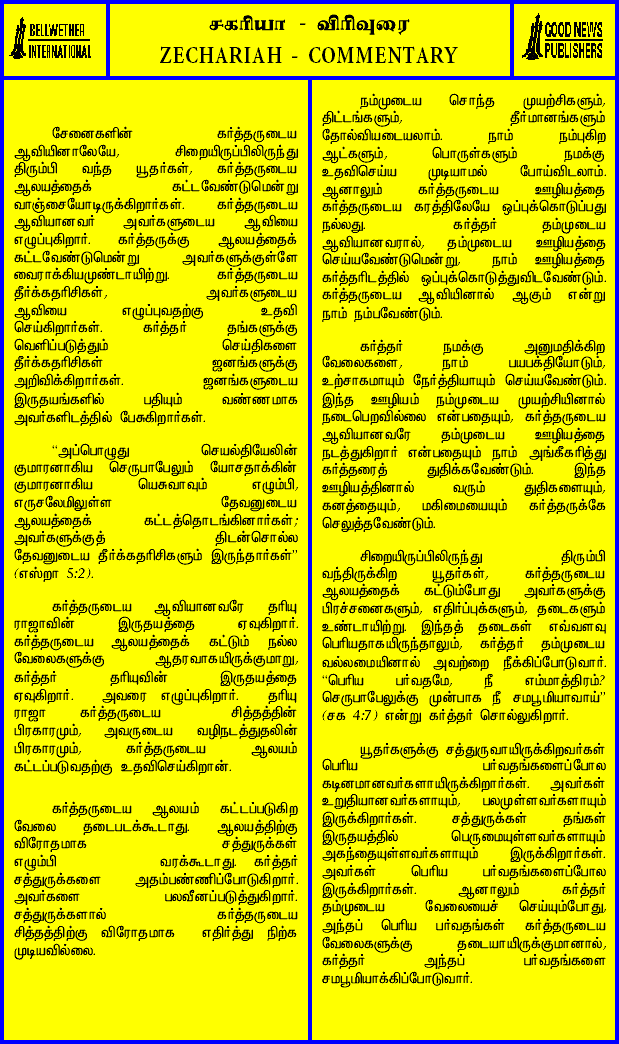 BELLWETHER
INTERNATIONAL
சகரியா - விரிவுரை
ZECHARIAH - COMMENTARY
GOOD NEWS
PUBLISHERS
சேனைகளின் கர்த்தருடைய
ஆவியினாலேயே, சிறையிருப்பிலிருந்து
திரும்பி வந்த யூதர்கள், கர்த்தருடைய
ஆலயத்தைக் கட்டவேண்டுமென்று
வாஞ்சையோடிருக்கிறார்கள். கர்த்தருடைய
ஆவியானவர் அவர்களுடைய ஆவியை
எழுப்புகிறார். கர்த்தருக்கு ஆலயத்தைக்
கட்டவேண்டுமென்று அவர்களுக்குள்ளே
வைராக்கியமுண்டாயிற்று. கர்த்தருடைய
தீர்க்கதரிசிகள், அவர்களுடைய
ஆவியை எழுப்புவதற்கு உதவி
செய்கிறார்கள். கர்த்தர் தங்களுக்கு
வெளிப்படுத்தும் செய்திகளை
தீர்க்கதரிசிகள் ஜனங்களுக்கு
அறிவிக்கிறார்கள். ஜனங்களுடைய
இருதயங்களில் பதியும் வண்ணமாக
அவர்களிடத்தில் பேசுகிறார்கள்.
“அப்பொழுது செயல்தியேலின்
குமாரனாகிய செருபாபேலும் யோசதாக்கின்
குமாரனாகிய யெசுவாவும் எழும்பி,
எருசலேமிலுள்ள தேவனுடைய
ஆலயத்தைக் கட்டத்தொடங்கினார்கள்;
அவர்களுக்குத் திடன்சொல்ல
தேவனுடைய தீர்க்கதரிசிகளும் இருந்தார்கள்”
(எஸ்றா 5:2).
கர்த்தருடைய ஆவியானவரே தரியு
ராஜாவின் இருதயத்தை ஏவுகிறார்.
கர்த்தருடைய ஆலயத்தைக் கட்டும் நல்ல
வேலைகளுக்கு ஆதரவாகயிருக்குமாறு,
கர்த்தர் தரியுவின் இருதயத்தை
ஏவுகிறார். அவரை எழுப்புகிறார். தரியு
ராஜா கர்த்தருடைய சித்தத்தின்
பிரகாரமும், அவருடைய வழிநடத்துதலின்
பிரகாரமும், கர்த்தருடைய ஆலயம்
கட்டப்படுவதற்கு உதவிசெய்கிறான்.
கர்த்தருடைய ஆலயம் கட்டப்படுகிற
வேலை தடைபடக்கூடாது. ஆலயத்திற்கு
விரோதமாக சத்துருக்கள்
எழும்பி வரக்கூடாது. கர்த்தர்
சத்துருக்களை அதம்பண்ணிப்போடுகிறார்.
அவர்களை பலவீனப்படுத்துகிறார்.
சத்துருக்களால் கர்த்தருடைய
சித்தத்திற்கு விரோதமாக எதிர்த்து நிற்க
முடியவில்லை.
நம்முடைய சொந்த முயற்சிகளும்,
திட்டங்களும், தீர்மானங்களும்
தோல்வியடையலாம். நாம் நம்புகிற
ஆட்களும், பொருள்களும் நமக்கு
உதவிசெய்ய முடியாமல் போய்விடலாம்.
ஆனாலும் கர்த்தருடைய ஊழியத்தை
கர்த்தருடைய கரத்திலேயே ஒப்புக்கொடுப்பது
நல்லது. கர்த்தர் தம்முடைய
ஆவியானவரால், தம்முடைய ஊழியத்தை
செய்யவேண்டுமென்று, நாம் ஊழியத்தை
கர்த்தரிடத்தில் ஒப்புக்கொடுத்துவிடவேண்டும்.
கர்த்தருடைய ஆவியினால் ஆகும் என்று
நாம் நம்பவேண்டும்.
கர்த்தர் நமக்கு அனுமதிக்கிற
வேலைகளை, நாம் பயபக்தியோடும்,
உற்சாகமாயும் நேர்த்தியாயும் செய்யவேண்டும்.
இந்த ஊழியம் நம்முடைய முயற்சியினால்
நடைபெறவில்லை என்பதையும், கர்த்தருடைய
ஆவியானவரே தம்முடைய ஊழியத்தை
நடத்துகிறார் என்பதையும் நாம் அங்கீகரித்து
கர்த்தரைத் துதிக்கவேண்டும். இந்த
ஊழியத்தினால் வரும் துதிகளையும்,
கனத்தையும், மகிமையையும் கர்த்தருக்கே
செலுத்தவேண்டும்.
சிறையிருப்பிலிருந்து திரும்பி
வந்திருக்கிற யூதர்கள், கர்த்தருடைய
ஆலயத்தைக் கட்டும்போது அவர்களுக்கு
பிரச்சனைகளும், எதிர்ப்புக்களும், தடைகளும்
உண்டாயிற்று. இந்தத் தடைகள் எவ்வளவு
பெரியதாகயிருந்தாலும், கர்த்தர் தம்முடைய
வல்லமையினால் அவற்றை நீக்கிப்போடுவார்.
“பெரிய பர்வதமே, நீ எம்மாத்திரம்?
செருபாபேலுக்கு முன்பாக நீ சமபூமியாவாய்”
(சக 4:7) என்று கர்த்தர் சொல்லுகிறார்.
யூதர்களுக்கு சத்துருவாயிருக்கிறவர்கள்
பெரிய பர்வதங்களைப்போல
கடினமானவர்களாயிருக்கிறார்கள். அவர்கள்
உறுதியானவர்களாயும், பலமுள்ளவர்களாயும்
இருக்கிறார்கள். சத்துருக்கள் தங்கள்
இருதயத்தில் பெருமையுள்ளவர்களாயும்
அகந்தையுள்ளவர்களாயும் இருக்கிறார்கள்.
அவர்கள் பெரிய பர்வதங்களைப்போல
இருக்கிறார்கள். ஆனாலும் கர்த்தர்
தம்முடைய வேலையைச் செய்யும்போது,
அந்தப் பெரிய பர்வதங்கள் கர்த்தருடைய
வேலைகளுக்கு தடையாயிருக்குமானால்,
கர்த்தர் அந்தப் பர்வதங்களை
சமபூமியாக்கிப்போடுவார்.